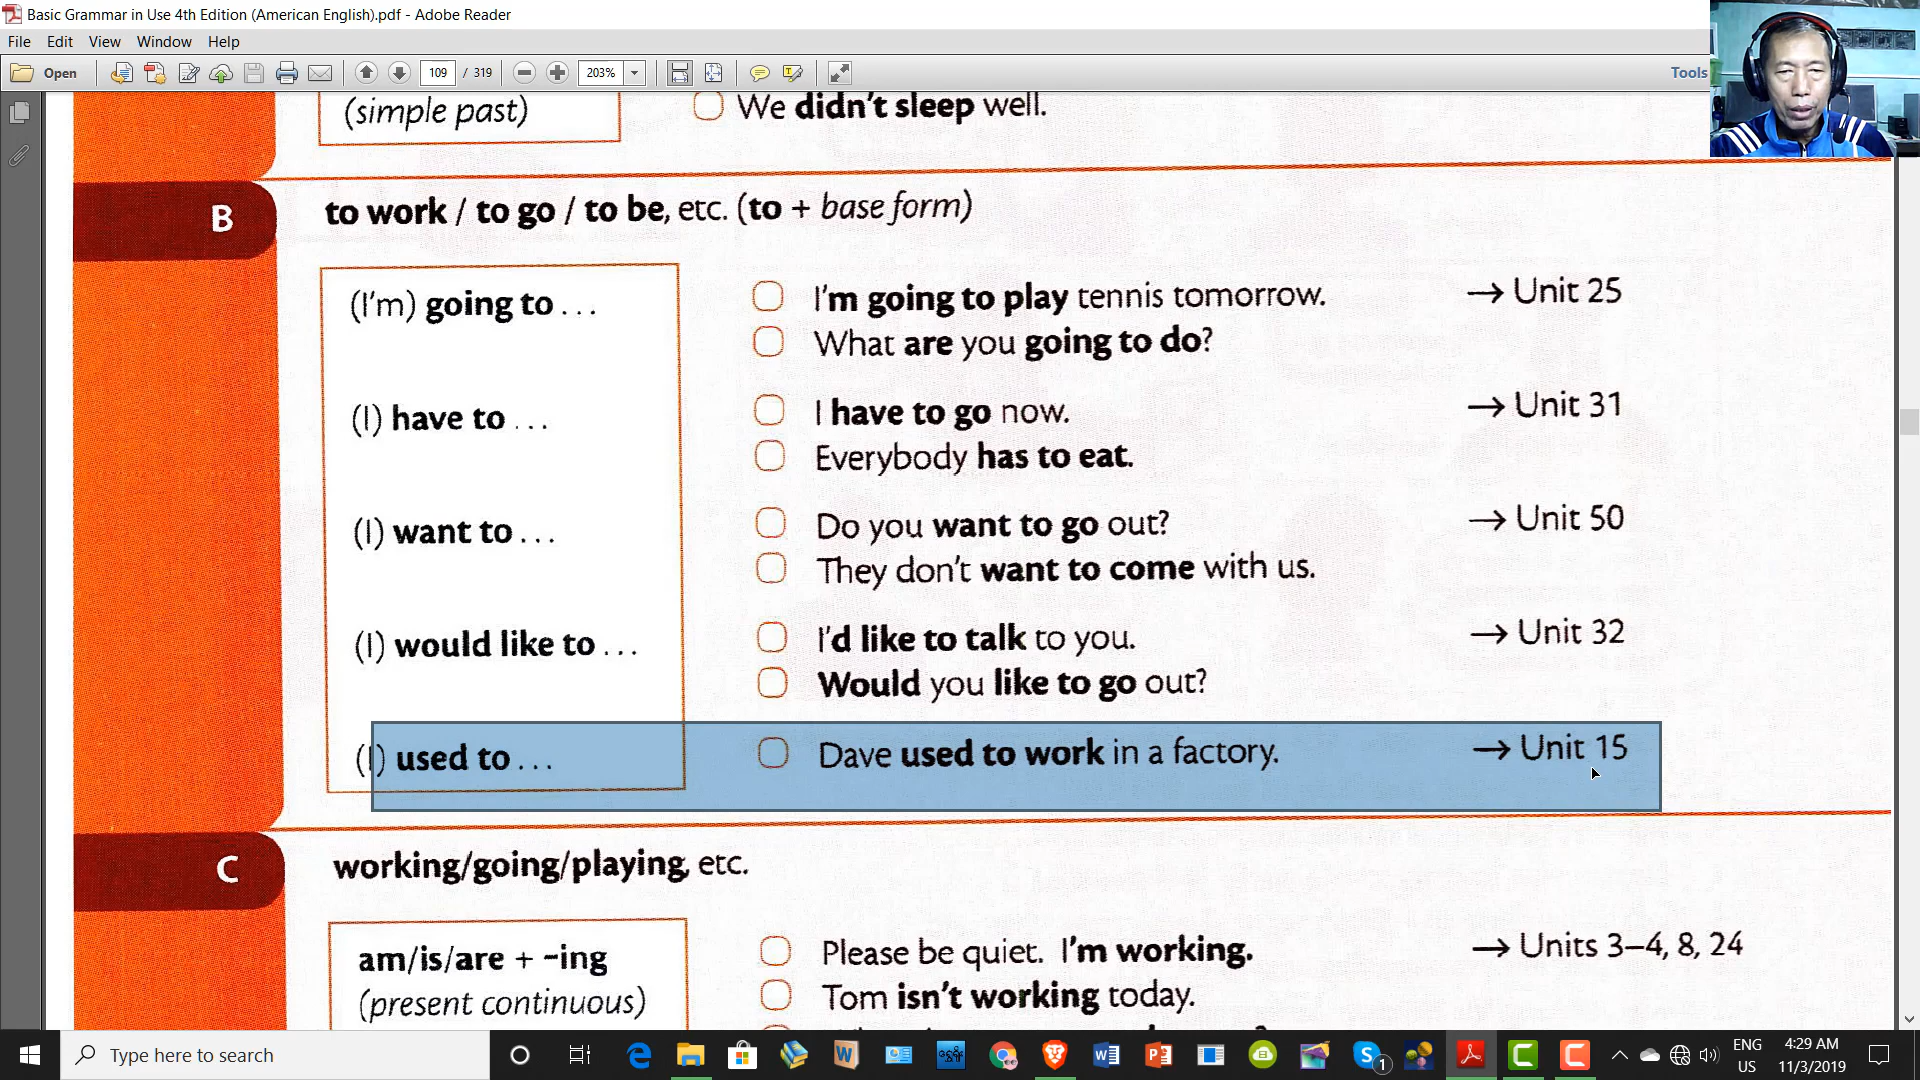 Basic Grammar in Use 4th Edition (American English).pdf - Adobe Reader
File Edit View Window Help
Open 109 / 319 203% Tools
(simple past) We didn't sleep well.
B to work / to go / to be, etc. (to + base form)
(I'm) going to ... I'm going to play tennis tomorrow. → Unit 25
What are you going to do?
(I) have to ... I have to go now. → Unit 31
Everybody has to eat.
(I) want to ... Do you want to go out? → Unit 50
They don't want to come with us.
(I) would like to ... I'd like to talk to you. → Unit 32
Would you like to go out?
(I) used to ... Dave used to work in a factory. → Unit 15
C working/going/playing, etc.
am/is/are + -ing Please be quiet. I'm working. → Units 3–4, 8, 24
(present continuous) Tom isn't working today.
Type here to search
1
ENG 4:29 AM
US 11/3/2019